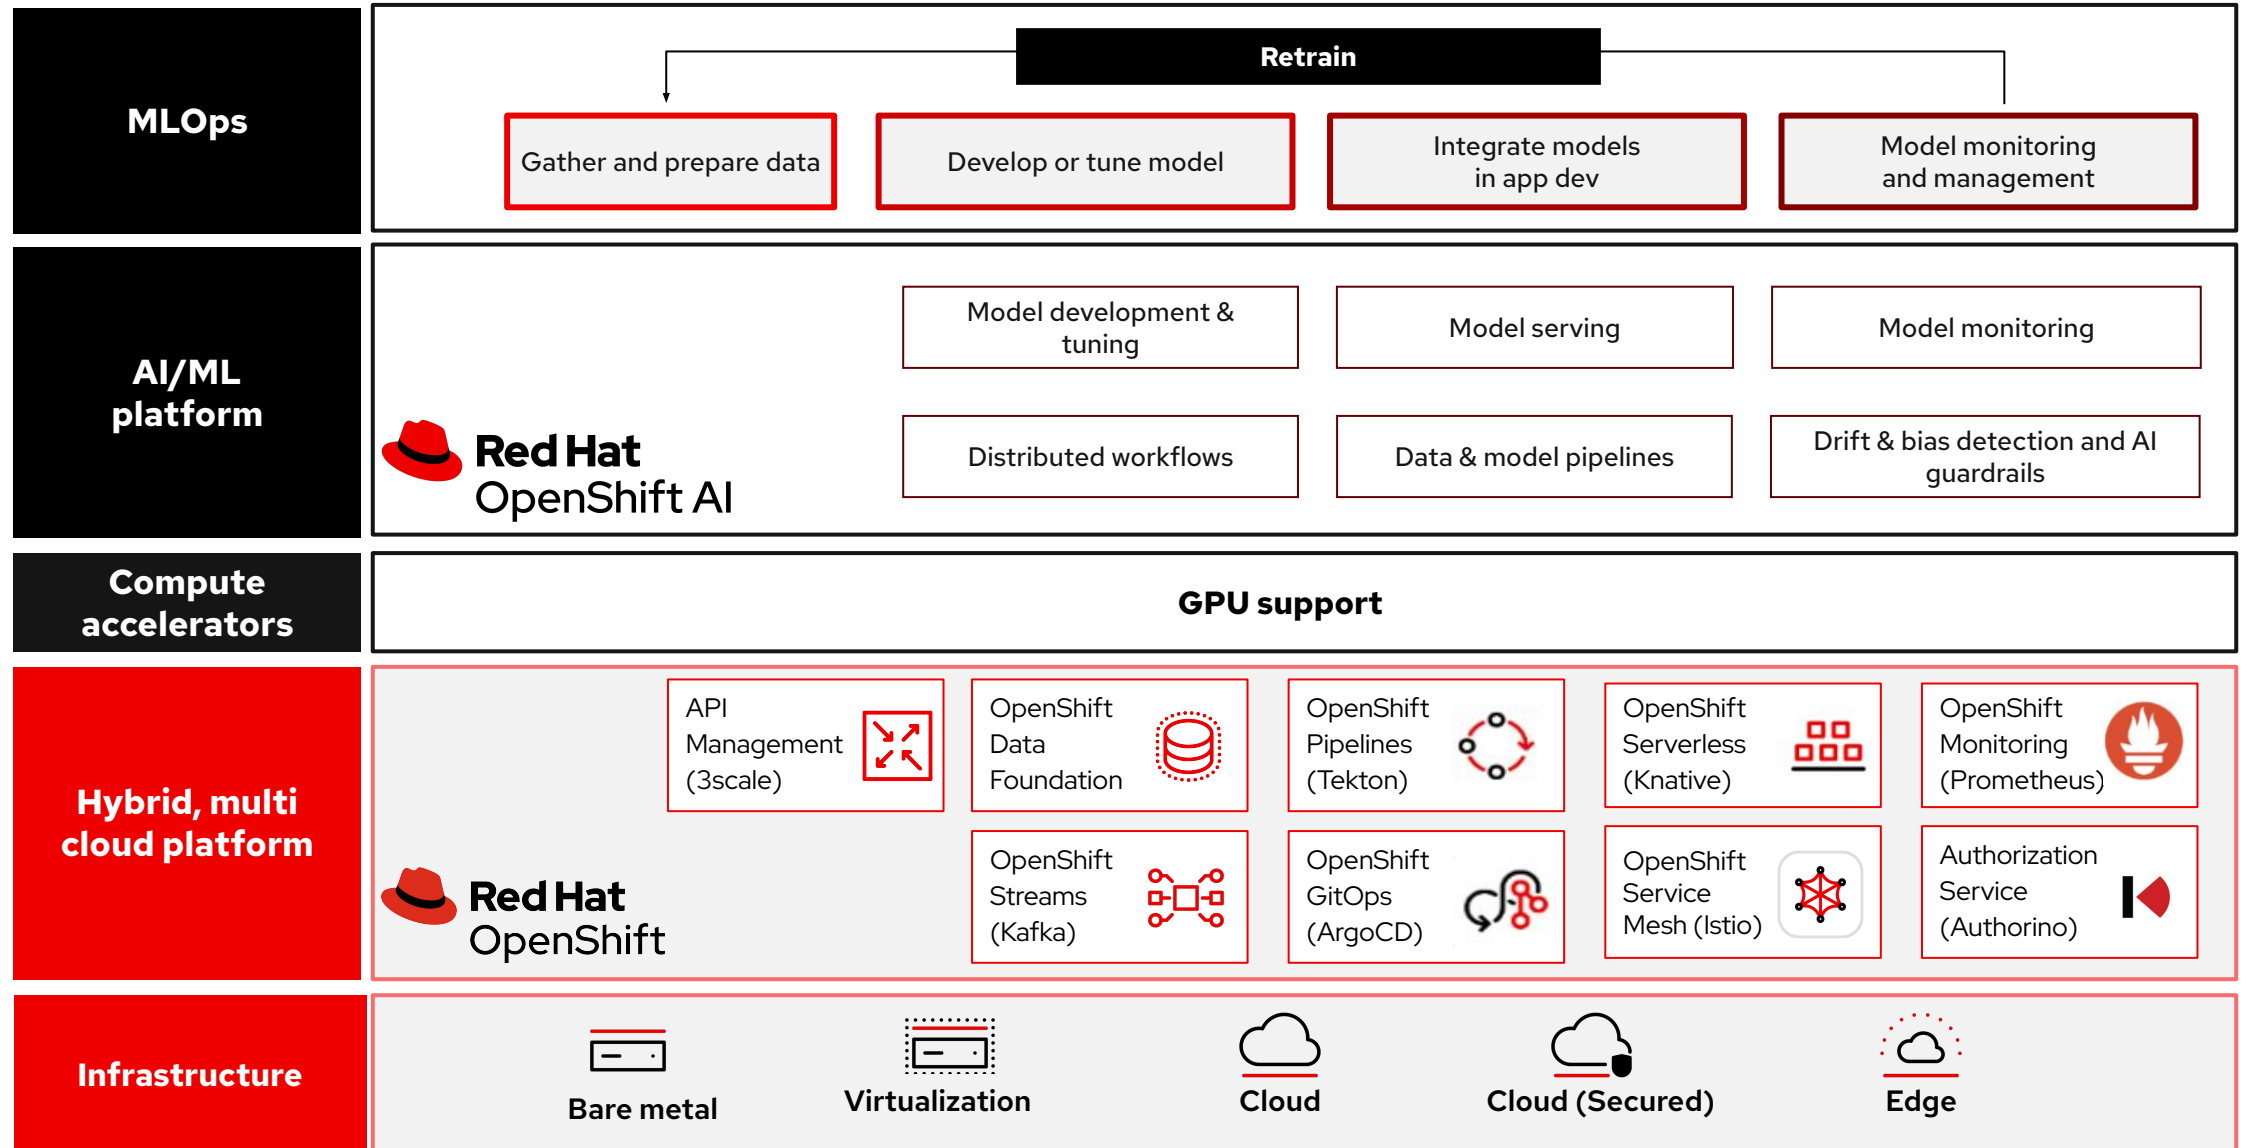 MLOps
Retrain
Gather and prepare data
Develop or tune model
Integrate models
in app dev
Model monitoring
and management
AI/ML
platform
Red Hat
OpenShift AI
Model development &
tuning
Model serving
Model monitoring
Distributed workflows
Data & model pipelines
Drift & bias detection and AI
guardrails
Compute
accelerators
GPU support
Hybrid, multi
cloud platform
Red Hat
OpenShift
API
Management
(3scale)
OpenShift
Data
Foundation
OpenShift
Pipelines
(Tekton)
OpenShift
Serverless
(Knative)
OpenShift
Monitoring
(Prometheus)
OpenShift
Streams
(Kafka)
OpenShift
GitOps
(ArgoCD)
OpenShift
Service
Mesh (Istio)
Authorization
Service
(Authorino)
Infrastructure
Bare metal
Virtualization
Cloud
Cloud (Secured)
Edge